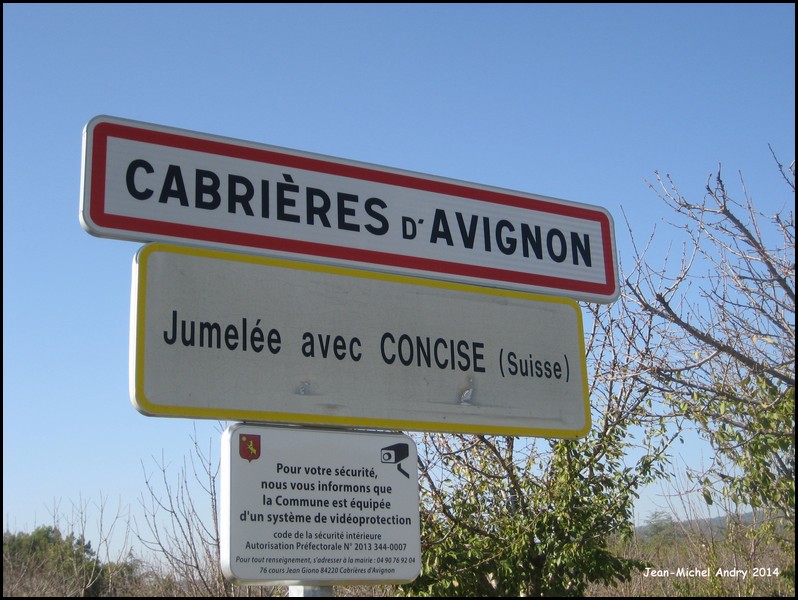 CABRIÈRES D'AVIGNON
Jumelée avec CONCISE (Suisse)
Pour votre sécurité,
nous vous informons que
la Commune est équipée
d'un système de vidéoprotection
code de la sécurité intérieure
Autorisation Préfectorale N° 2013 344-0007
Pour tout renseignement, s'adresser à la mairie : 04 90 76 92 04
76 cours Jean Giono 84220 Cabrières d'Avignon
Jean-Michel Andry 2014